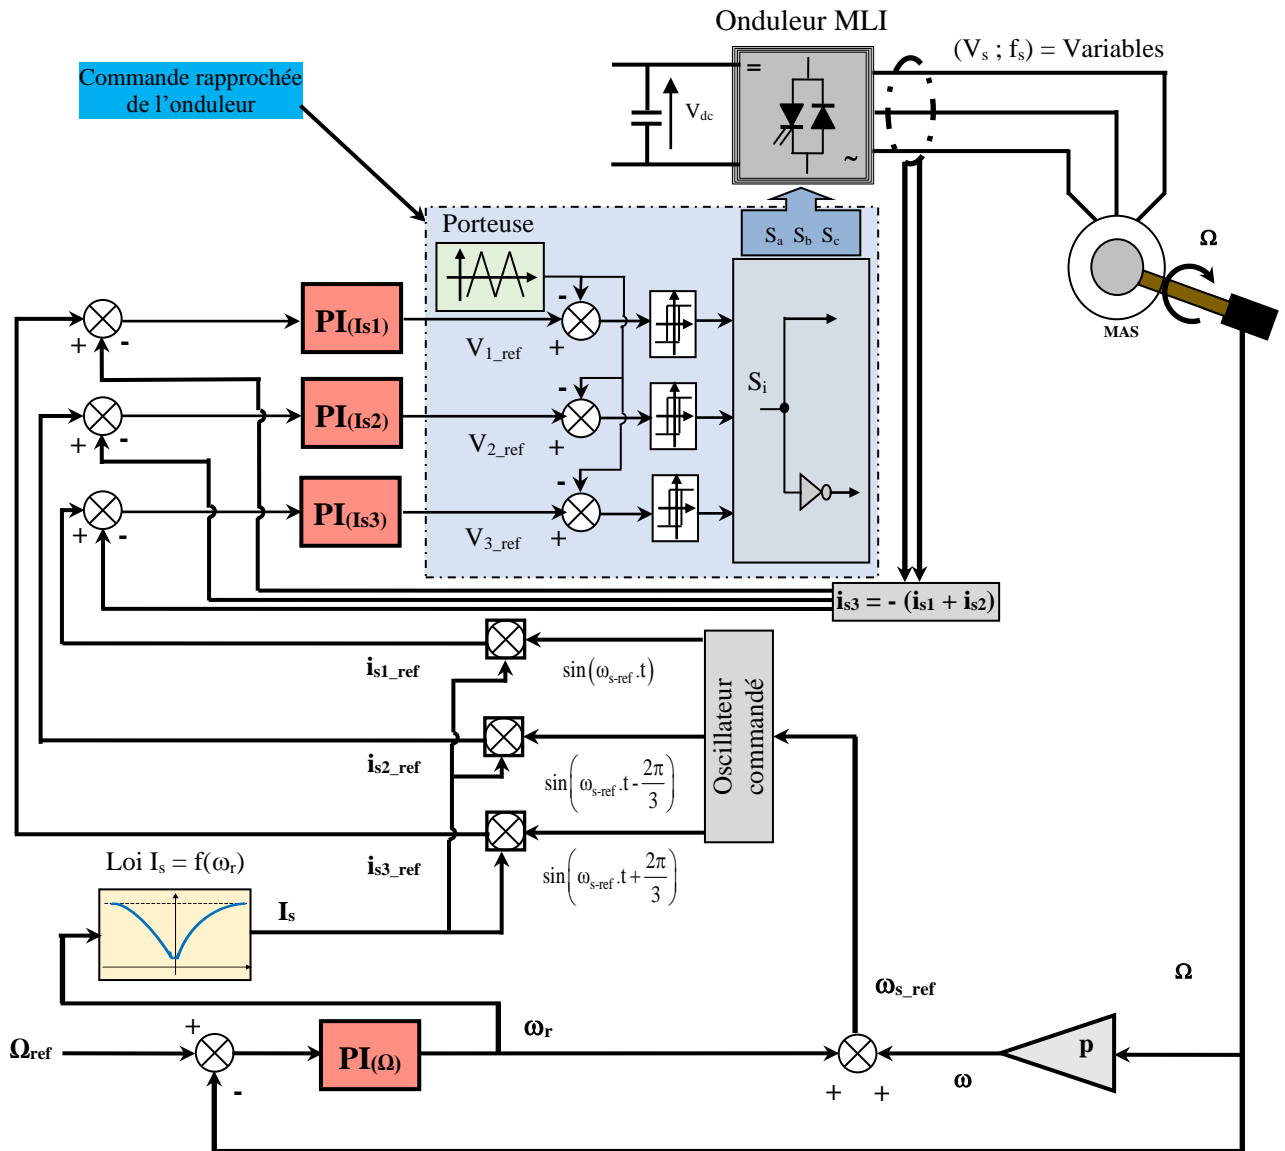 Onduleur MLI
(Vs ; fs) = Variables
Commande rapprochée
de l’onduleur
=
Vdc
~
Porteuse
Sa Sb Sc
Ω
MAS
PI(Is1)
V1_ref
+
-
-
+
PI(Is2)
V2_ref
+
-
-
+
Si
PI(Is3)
V3_ref
+
-
-
+
is3 = - (is1 + is2)
is1_ref
sin(ωs-ref .t)
is2_ref
sin(ωs-ref .t - 2π/3)
is3_ref
sin(ωs-ref .t + 2π/3)
Oscillateur
commandé
Loi Is = f(ωr)
Is
Ω
ωs_ref
Ωref
+
-
PI(Ω)
ωr
+
+
ω
p